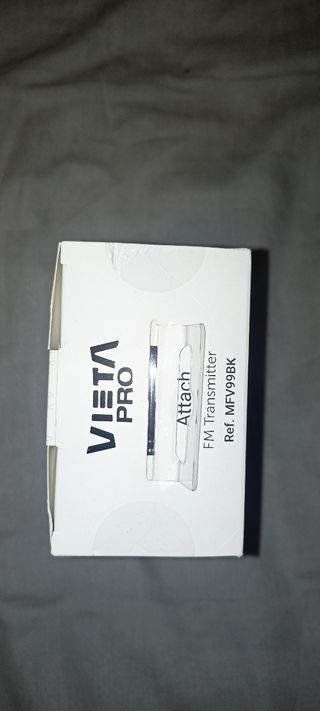 VIETA
PRO
Attach
FM Transmitter
Ref. MFV99BK